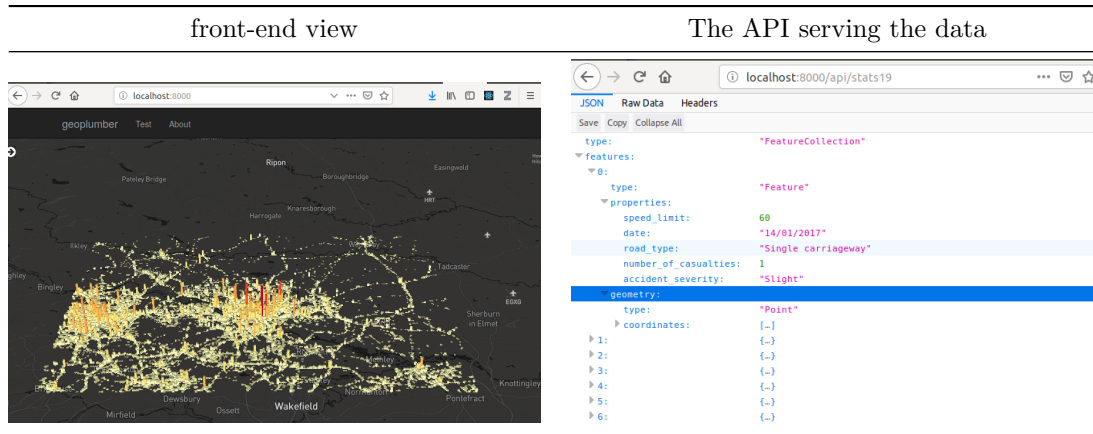 front-end view
The API serving the data
localhost:8000
geoplumber Test About
Ripon
Easingwold
Pateley Bridge
Boroughbridge
HRT
Knaresborough
Harrogate
Ilkley
Tadcaster
Bingley
EGXG
Sherburn
in Elmet
Knottingley
Dewsbury
Pontefract
Ossett
Wakefield
Mirfield
localhost:8000/api/stats19
JSON Raw Data Headers
Save Copy Collapse All
type: "FeatureCollection"
features:
0:
type: "Feature"
properties:
speed_limit: 60
date: "14/01/2017"
road_type: "Single carriageway"
number_of_casualties: 1
accident_severity: "Slight"
geometry:
type: "Point"
coordinates: […]
1: {…}
2: {…}
3: {…}
4: {…}
5: {…}
6: {…}